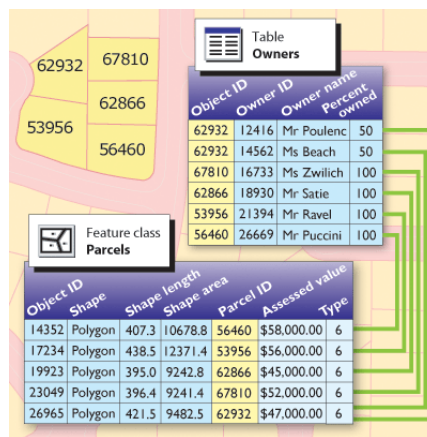 62932 67810
62866
53956
56460
Table
Owners
Object ID Owner ID Owner name Percent owned
62932 12416 Mr Poulenc 50
62932 14562 Ms Beach 50
67810 16733 Ms Zwilich 100
62866 18930 Mr Satie 100
53956 21394 Mr Ravel 100
56460 26669 Mr Puccini 100
Feature class
Parcels
Object ID Shape Shape length Shape area Parcel ID Assessed value Type
14352 Polygon 407.3 10678.8 56460 $58,000.00 6
17234 Polygon 438.5 12371.4 53956 $56,000.00 6
19923 Polygon 395.0 9242.8 62866 $45,000.00 6
23049 Polygon 396.4 9241.4 67810 $52,000.00 6
26965 Polygon 421.5 9482.5 62932 $47,000.00 6